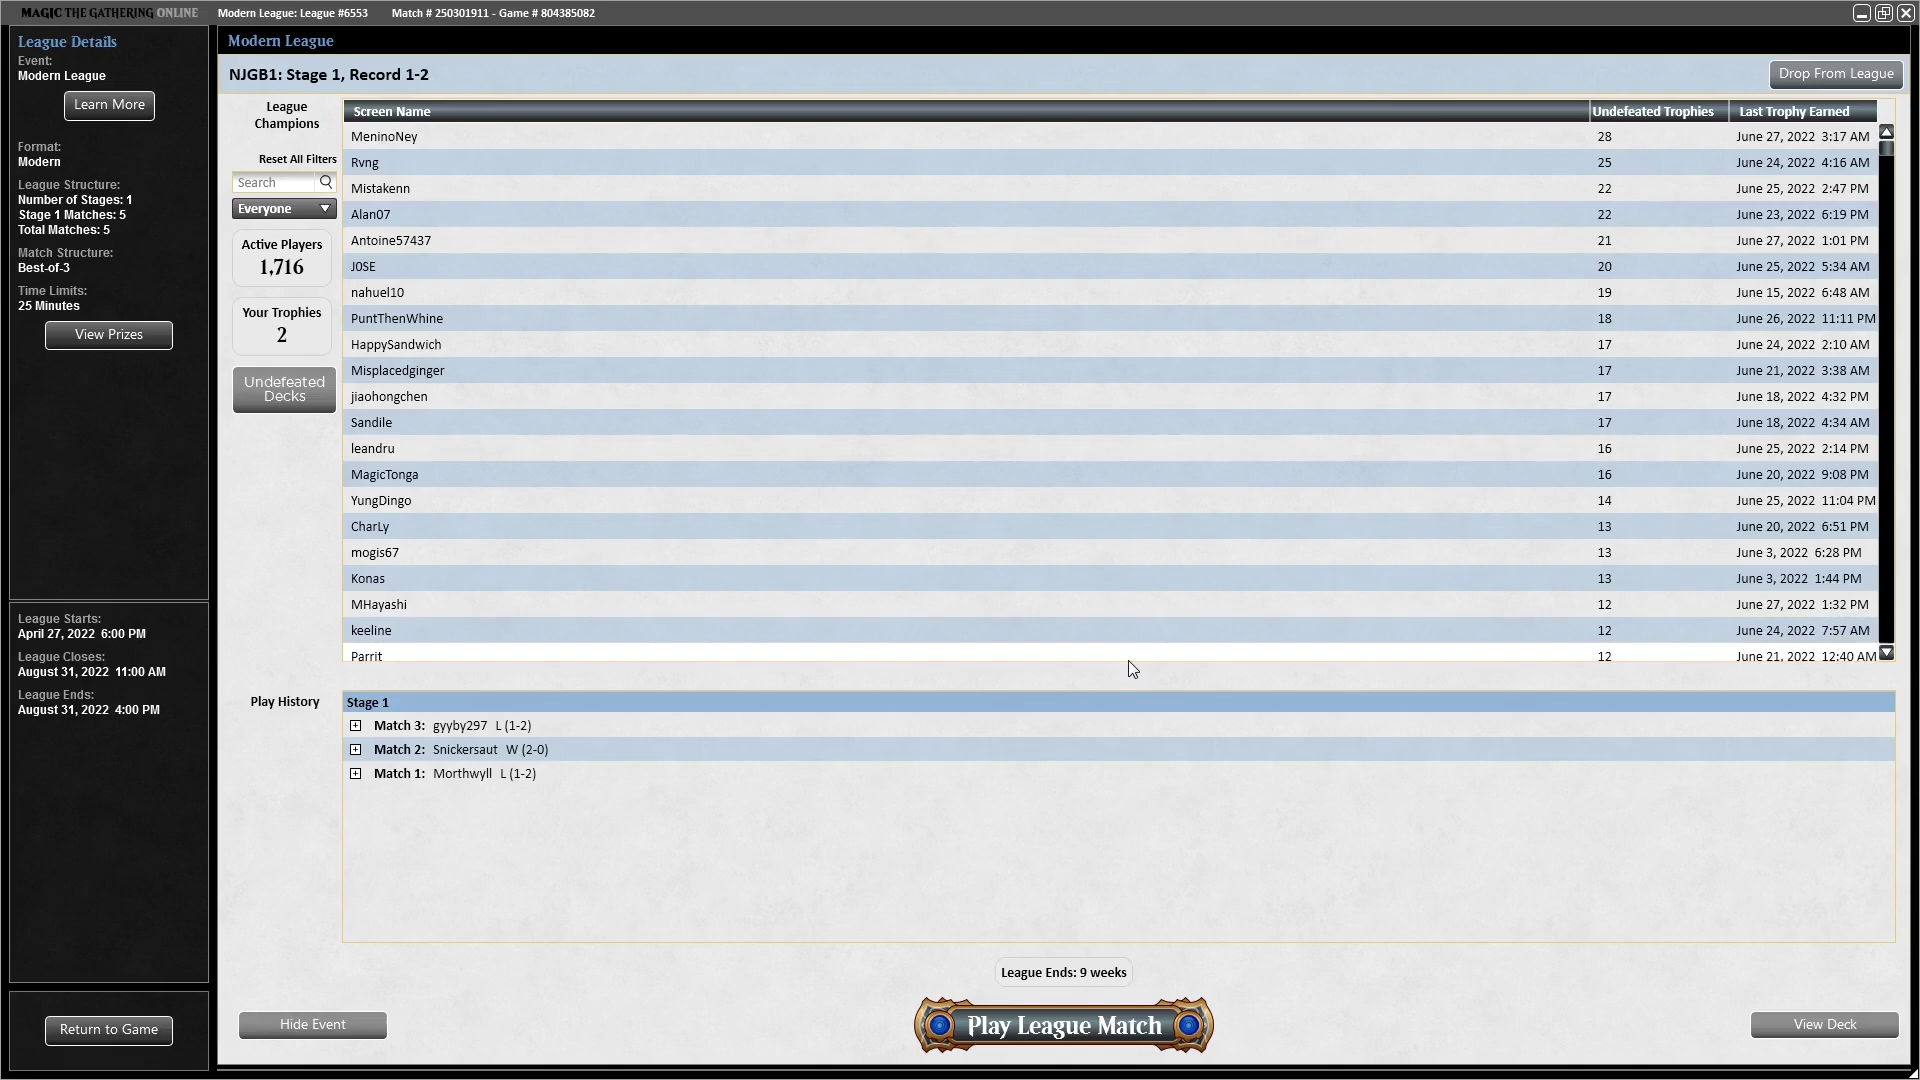 MAGIC THE GATHERING ONLINE
Modern League: League #6553 Match # 250301911 - Game # 804385082
League Details
Event:
Modern League
Learn More
Format:
Modern
League Structure:
Number of Stages: 1
Stage 1 Matches: 5
Total Matches: 5
Match Structure:
Best-of-3
Time Limits:
25 Minutes
View Prizes
League Starts:
April 27, 2022 6:00 PM
League Closes:
August 31, 2022 11:00 AM
League Ends:
August 31, 2022 4:00 PM
Return to Game
Modern League
NJGB1: Stage 1, Record 1-2
Drop From League
League
Champions
Reset All Filters
Search
Everyone
Active Players
1,716
Your Trophies
2
Undefeated
Decks
Screen Name Undefeated Trophies Last Trophy Earned
MeninoNey 28 June 27, 2022 3:17 AM
Rvng 25 June 24, 2022 4:16 AM
Mistakenn 22 June 25, 2022 2:47 PM
Alan07 22 June 23, 2022 6:19 PM
Antoine57437 21 June 27, 2022 1:01 PM
J0SE 20 June 25, 2022 5:34 AM
nahuel10 19 June 15, 2022 6:48 AM
PuntThenWhine 18 June 26, 2022 11:11 PM
HappySandwich 17 June 24, 2022 2:10 AM
Misplacedginger 17 June 21, 2022 3:38 AM
jiaohongchen 17 June 18, 2022 4:32 PM
Sandile 17 June 18, 2022 4:34 AM
leandru 16 June 25, 2022 2:14 PM
MagicTonga 16 June 20, 2022 9:08 PM
YungDingo 14 June 25, 2022 11:04 PM
CharLy 13 June 20, 2022 6:51 PM
mogis67 13 June 3, 2022 6:28 PM
Konas 13 June 3, 2022 1:44 PM
MHayashi 12 June 27, 2022 1:32 PM
keeline 12 June 24, 2022 7:57 AM
Parrit 12 June 21, 2022 12:40 AM
Play History
Stage 1
Match 3: gyyby297 L (1-2)
Match 2: Snickersaut W (2-0)
Match 1: Morthwyll L (1-2)
League Ends: 9 weeks
Hide Event
Play League Match
View Deck